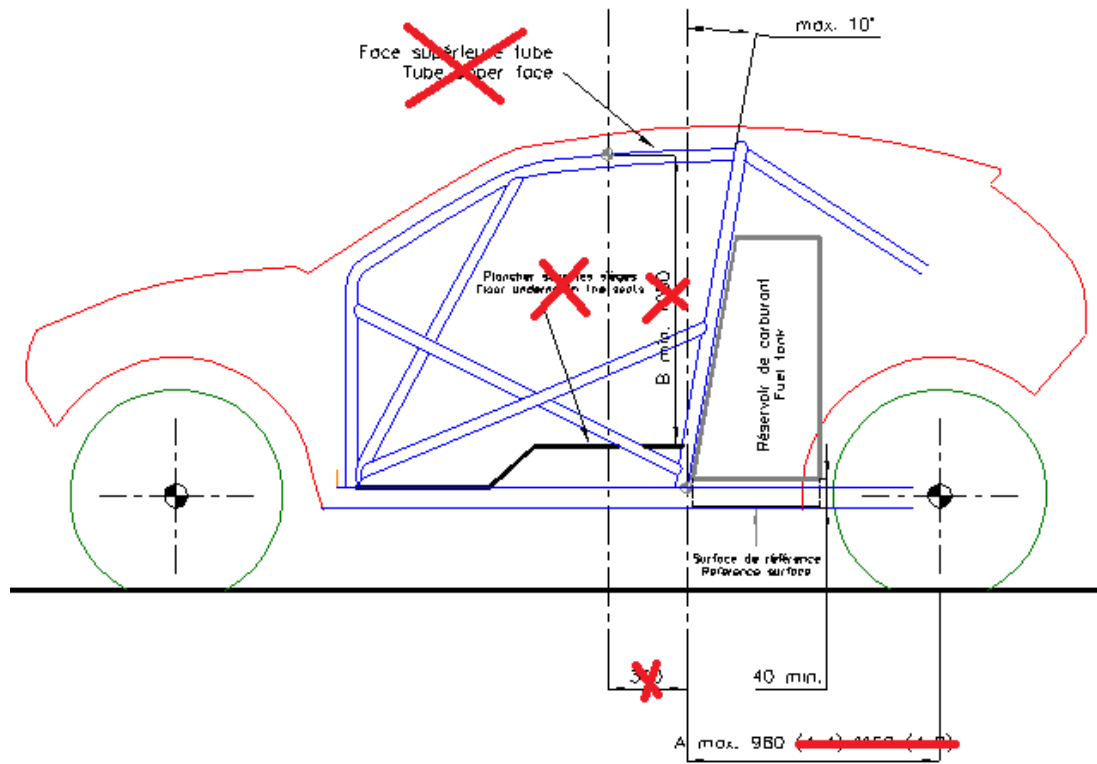 max. 10°
Face supérieure tube
Tube upper face
Plancher sous les sièges
Floor underneath the seats
B min.
Réservoir de carburant
Fuel tank
Surface de référence
Reference surface
40 min.
A max. 980